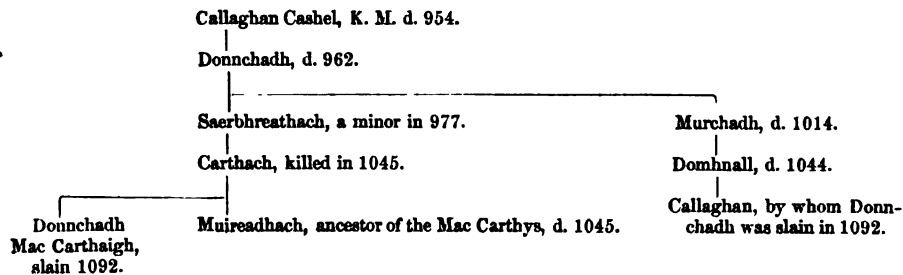 Callaghan Cashel, K. M. d. 954.
Donnchadh, d. 962.
Saerbhreathach, a minor in 977.
Murchadh, d. 1014.
Carthach, killed in 1045.
Domhnall, d. 1044.
Donnchadh
Mac Carthaigh,
slain 1092.
Muireadhach, ancestor of the Mac Carthys, d. 1045.
Callaghan, by whom Donn-
chadh was slain in 1092.